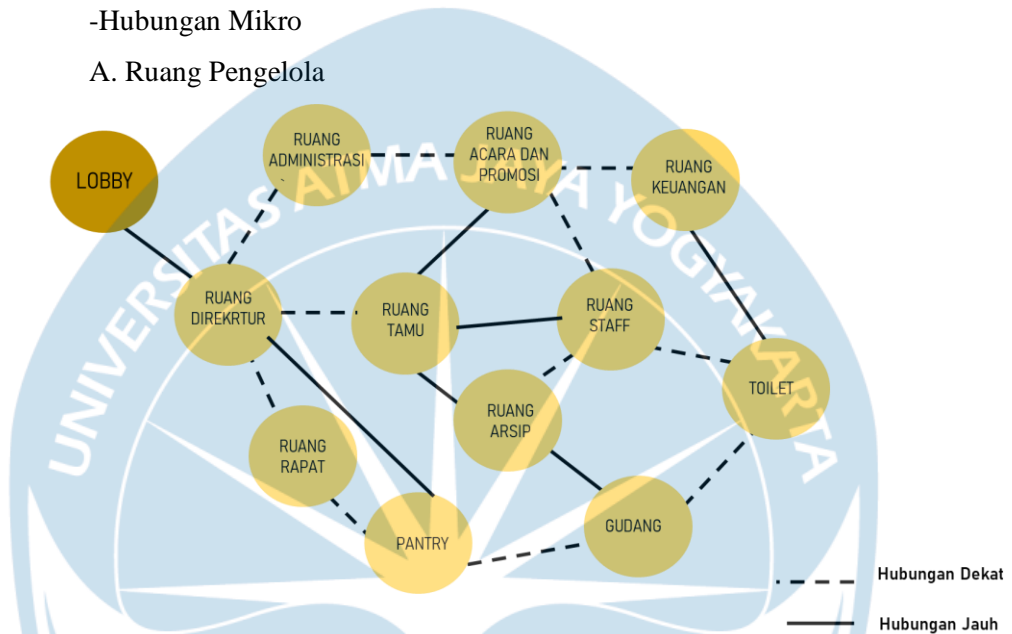 -Hubungan Mikro
A. Ruang Pengelola
UNIVERSITAS ATMA JAYA YOGYAKARTA
LOBBY
RUANG
ADMINISTRASI
RUANG
ACARA DAN
PROMOSI
RUANG
KEUANGAN
RUANG
DIREKRTUR
RUANG
TAMU
RUANG
STAFF
TOILET
RUANG
ARSIP
RUANG
RAPAT
PANTRY
GUDANG
Hubungan Dekat
Hubungan Jauh